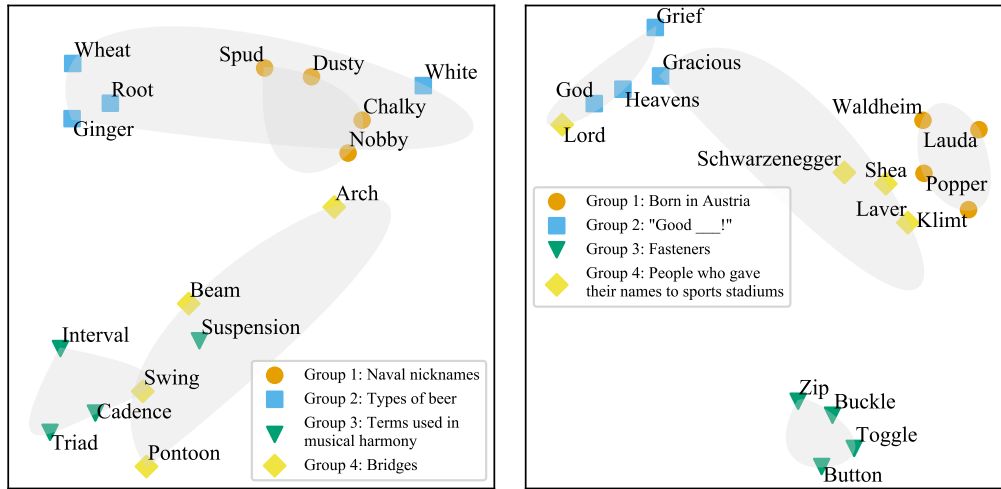 Wheat
Spud
Dusty
White
Root
Chalky
Ginger
Nobby
Arch
Beam
Suspension
Interval
Swing
Cadence
Triad
Pontoon
Group 1: Naval nicknames
Group 2: Types of beer
Group 3: Terms used in
musical harmony
Group 4: Bridges
Grief
Gracious
God
Heavens
Lord
Waldheim
Lauda
Schwarzenegger
Shea
Popper
Laver
Klimt
Group 1: Born in Austria
Group 2: "Good ___!"
Group 3: Fasteners
Group 4: People who gave
their names to sports stadiums
Zip
Buckle
Toggle
Button